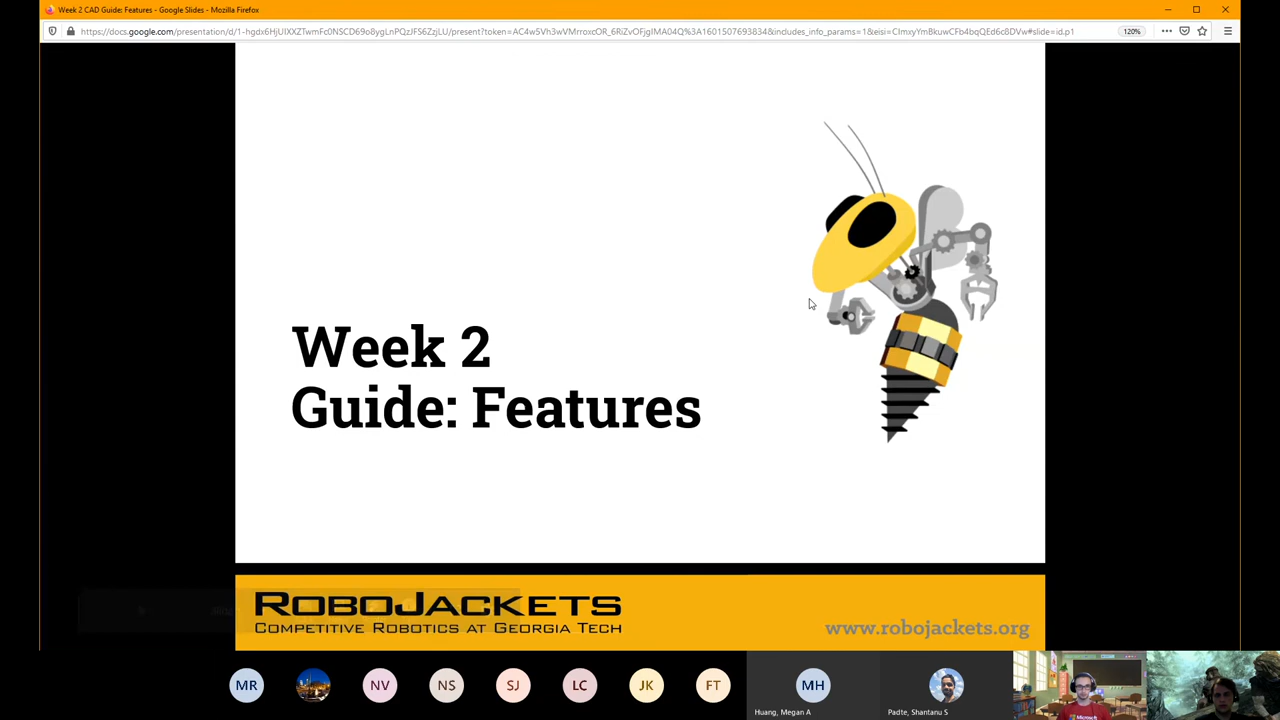 Week 2 CAD Guide: Features - Google Slides - Mozilla Firefox
120%
Week 2
Guide: Features
ROBOJACKETS
COMPETITIVE ROBOTICS AT GEORGIA TECH
www.robojackets.org
MR
NV
NS
SJ
LC
JK
FT
MH
Huang, Megan A
Padte, Shantanu S